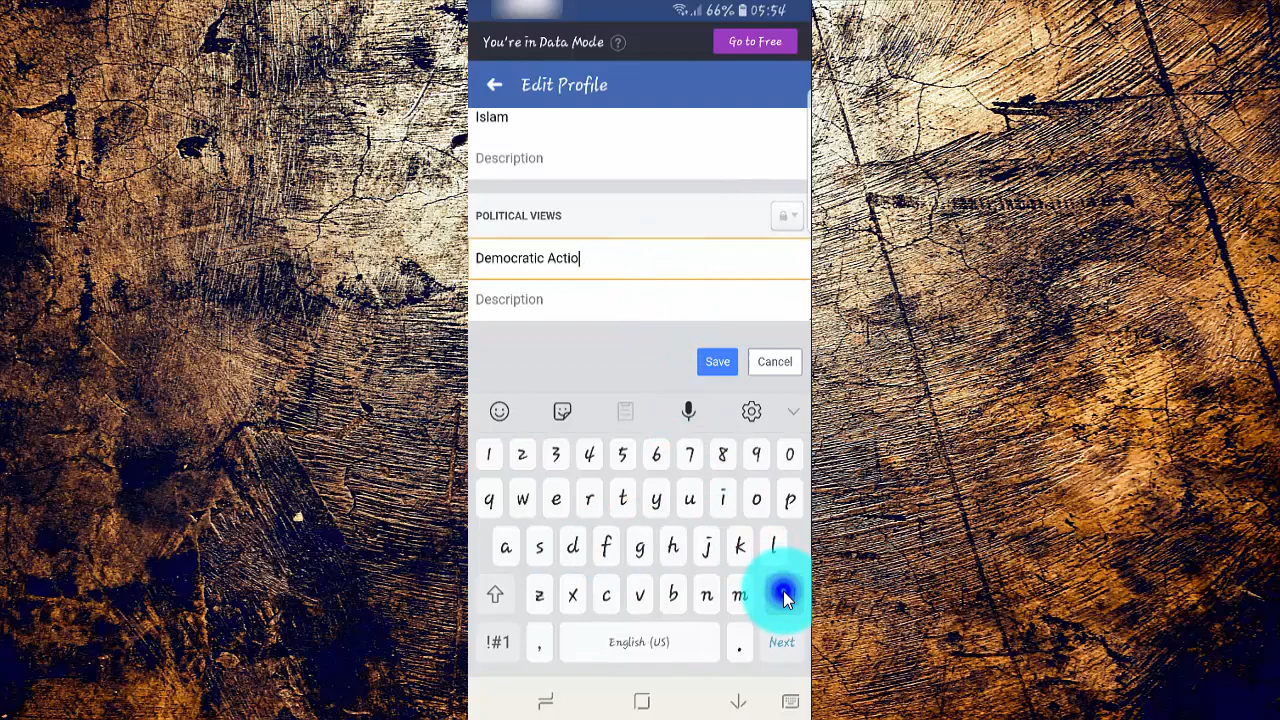 66% 05:54
You're in Data Mode ? Go to Free
Edit Profile
Islam
Description
POLITICAL VIEWS
Democratic Actio
Description
Save Cancel
1 2 3 4 5 6 7 8 9 0
q w e r t y u i o p
a s d f g h j k l
z x c v b n m
!#1 , English (US) . Next